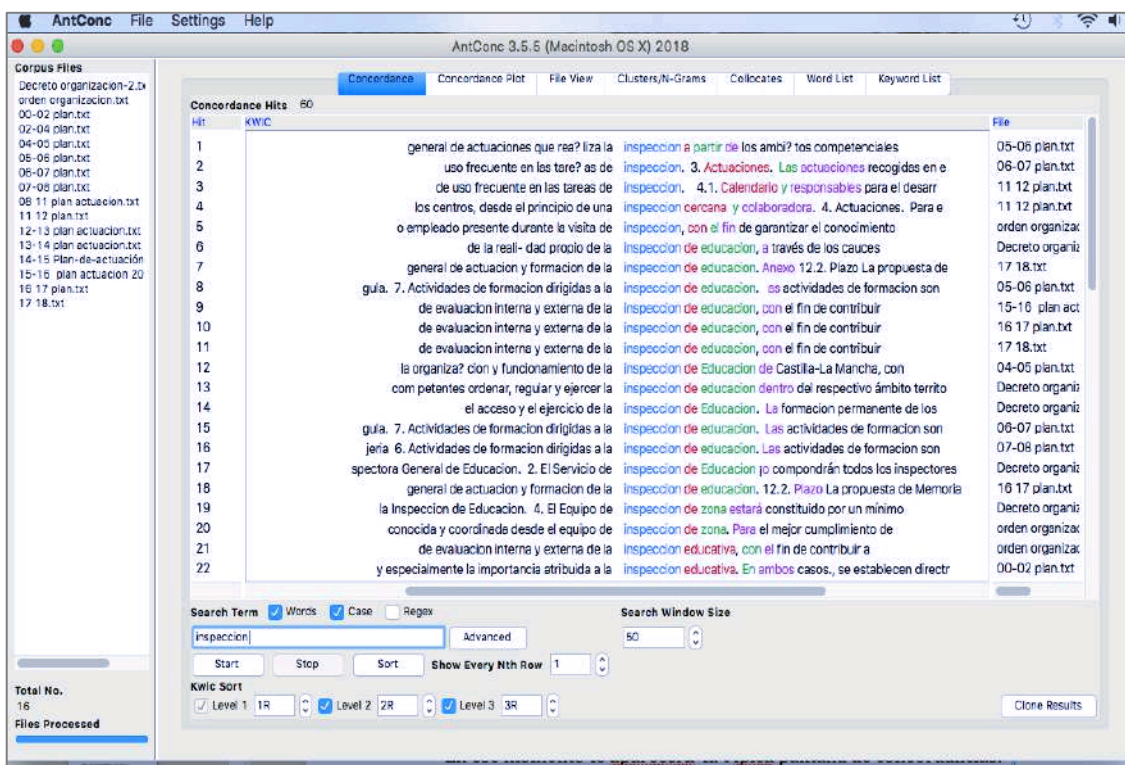 AntConc File Settings Help
AntConc 3.5.5 (Macintosh OS X) 2018
Corpus Files
Decreto organizacion-2.tx
orden organizacion.txt
00-02 plan.txt
02-04 plan.txt
04-05 plan.txt
05-06 plan.txt
06-07 plan.txt
07-08 plan.txt
08 11 plan actuacion.txt
11 12 plan.txt
12-13 plan actuacion.txt
13-14 plan actuacion.txt
14-15 Plan-de-actuación
15-16 plan actuacion 20
16 17 plan.txt
17 18.txt
Total No.
16
Files Processed
Concordance Concordance Plot File View Clusters/N-Grams Collocates Word List Keyword List
Concordance Hits 60
Hit KWIC File
1 general de actuaciones que rea? liza la inspeccion a partir de los ambi? tos competenciales 05-06 plan.txt
2 uso frecuente en las tare? as de inspeccion. 3. Actuaciones. Las actuaciones recogidas en e 06-07 plan.txt
3 de uso frecuente en las tareas de inspeccion. 4.1. Calendario y responsables para el desarr 11 12 plan.txt
4 los centros, desde el principio de una inspeccion cercana y colaboradora. 4. Actuaciones. Para e 11 12 plan.txt
5 o empleado presente durante la visita de inspeccion, con el fin de garantizar el conocimiento orden organizac
6 de la reali- dad propio de la inspeccion de educacion, a través de los cauces Decreto organiz
7 general de actuacion y formacion de la inspeccion de educacion. Anexo 12.2. Plazo La propuesta de 17 18.txt
8 guia. 7. Actividades de formacion dirigidas a la inspeccion de educacion. as actividades de formacion son 05-06 plan.txt
9 de evaluacion interna y externa de la inspeccion de educacion, con el fin de contribuir 15-16 plan act
10 de evaluacion interna y externa de la inspeccion de educacion, con el fin de contribuir 16 17 plan.txt
11 de evaluacion interna y externa de la inspeccion de educacion, con el fin de contribuir 17 18.txt
12 la organiza? cion y funcionamiento de la inspeccion de Educacion de Castilla-La Mancha, con 04-05 plan.txt
13 com petentes ordenar, regular y ejercer la inspeccion de educacion dentro del respectivo ámbito territo Decreto organiz
14 el acceso y el ejercicio de la inspeccion de Educacion. La formacion permanente de los Decreto organiz
15 guia. 7. Actividades de formacion dirigidas a la inspeccion de educacion. Las actividades de formacion son 06-07 plan.txt
16 jeria 6. Actividades de formacion dirigidas a la inspeccion de educacion. Las actividades de formacion son 07-08 plan.txt
17 spectora General de Educacion. 2. El Servicio de inspeccion de Educacion lo compondrán todos los inspectores Decreto organiz
18 general de actuacion y formacion de la inspeccion de educacion. 12.2. Plazo La propuesta de Memoria 16 17 plan.txt
19 la Inspeccion de Educacion. 4. El Equipo de inspeccion de zona estará constituido por un mínimo Decreto organiz
20 conocida y coordinada desde el equipo de inspeccion de zona. Para el mejor cumplimiento de orden organizac
21 de evaluacion interna y externa de la inspeccion educativa, con el fin de contribuir a orden organizac
22 y especialmente la importancia atribuida a la inspeccion educativa. En ambos casos., se establecen directr 00-02 plan.txt
Search Term Words Case Regex Search Window Size
inspeccion Advanced 50
Start Stop Sort Show Every Nth Row 1
Kwic Sort
Level 1 1R Level 2 2R Level 3 3R Clone Results